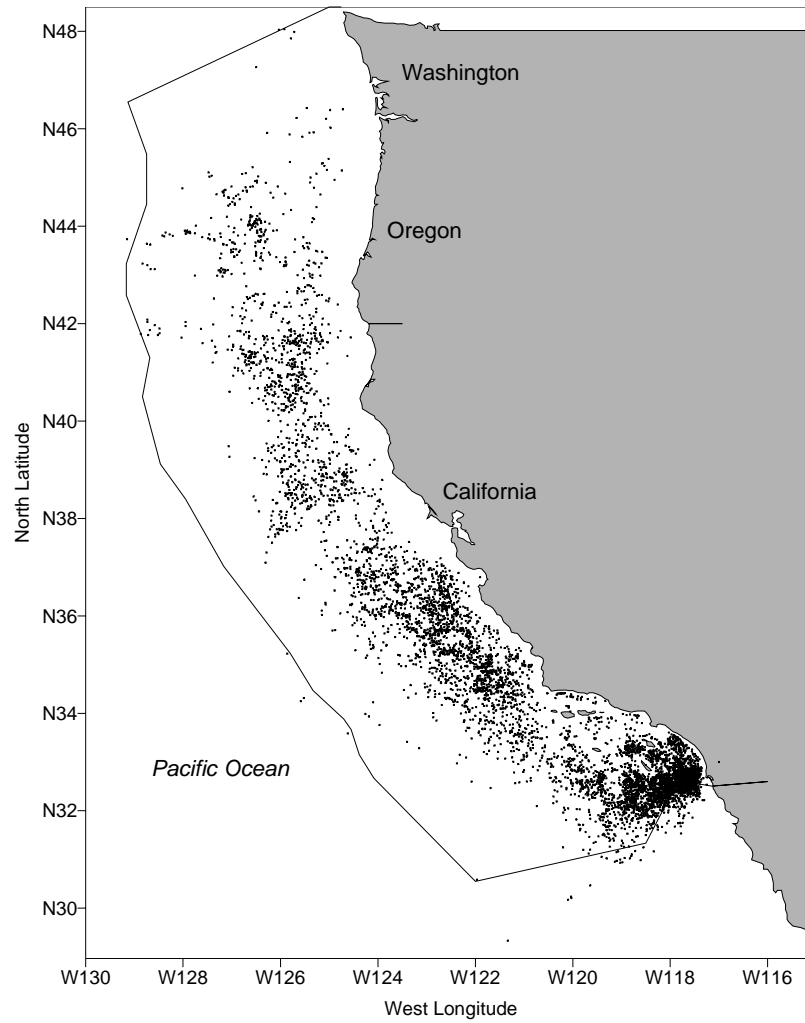 N48
Washington
N46
N44
Oregon
N42
N40
North Latitude
California
N38
N36
N34
Pacific Ocean
N32
N30
W130
W128
W126
W124
W122
W120
W118
W116
West Longitude